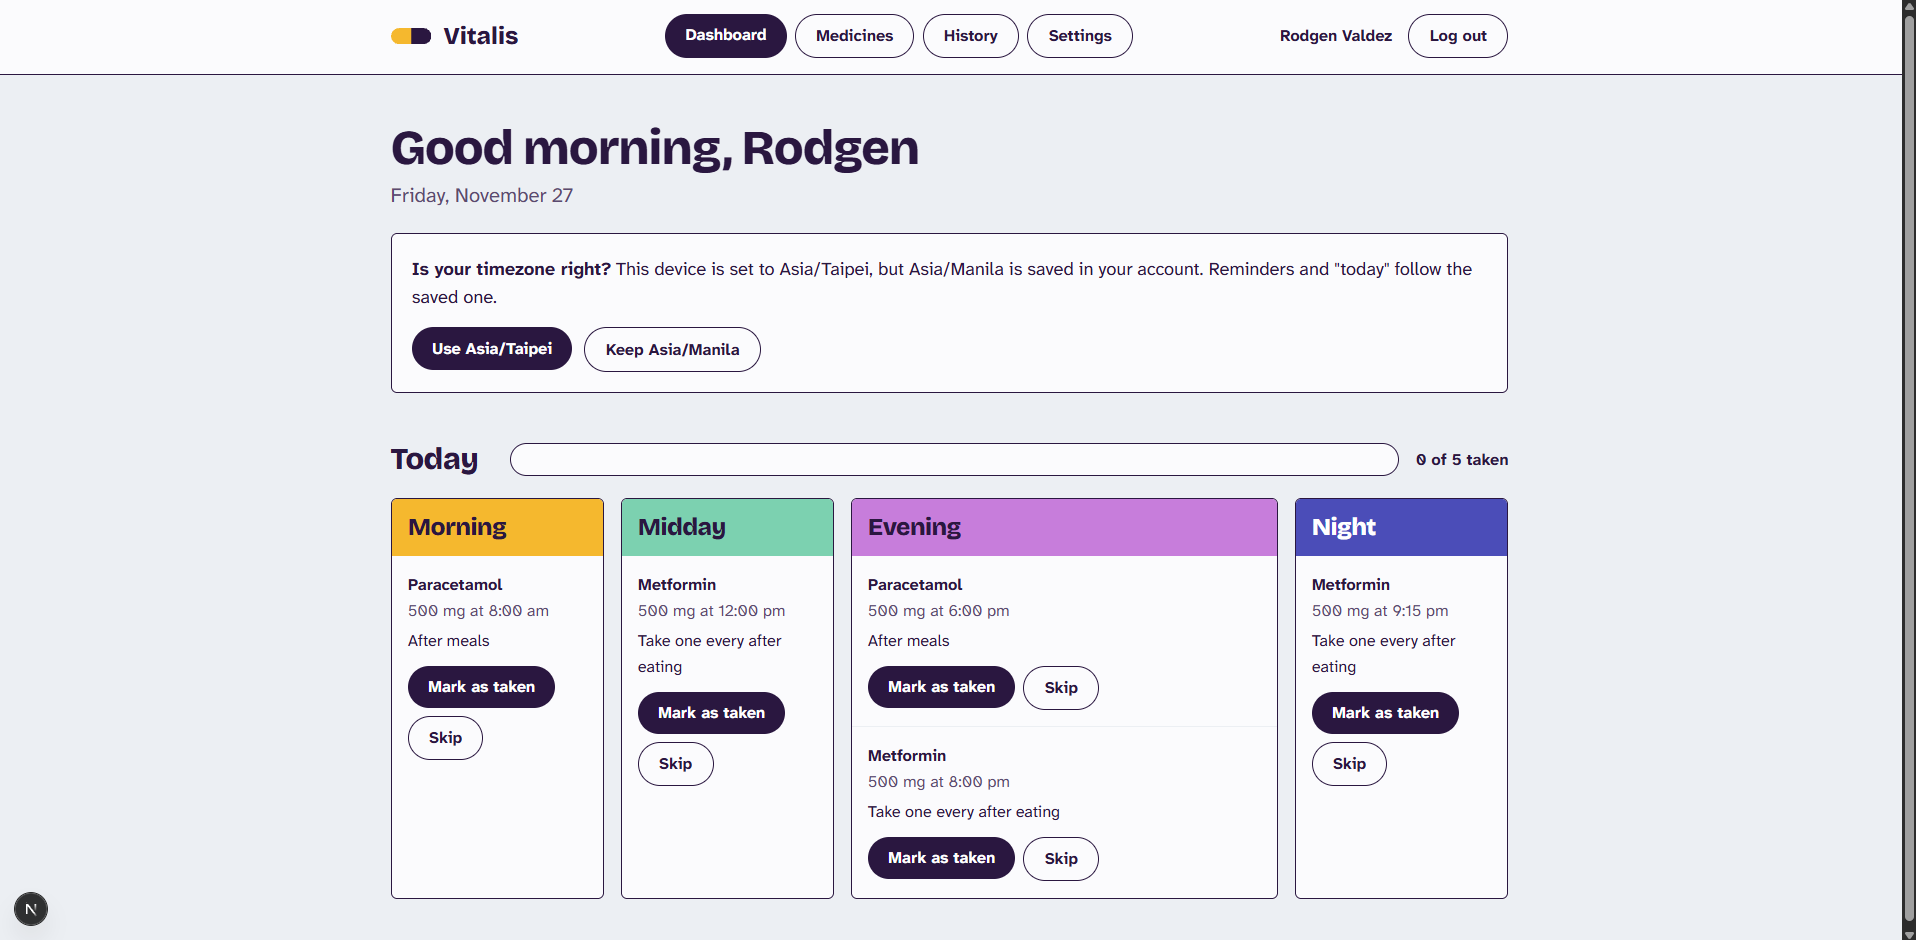 Vitalis
Dashboard
Medicines
History
Settings
Rodgen Valdez
Log out
Good morning, Rodgen
Friday, November 27
Is your timezone right? This device is set to Asia/Taipei, but Asia/Manila is saved in your account. Reminders and "today" follow the
saved one.
Use Asia/Taipei
Keep Asia/Manila
Today
0 of 5 taken
Morning
Paracetamol
500 mg at 8:00 am
After meals
Mark as taken
Skip
Midday
Metformin
500 mg at 12:00 pm
Take one every after
eating
Mark as taken
Skip
Evening
Paracetamol
500 mg at 6:00 pm
After meals
Mark as taken
Skip
Metformin
500 mg at 8:00 pm
Take one every after eating
Mark as taken
Skip
Night
Metformin
500 mg at 9:15 pm
Take one every after
eating
Mark as taken
Skip
N